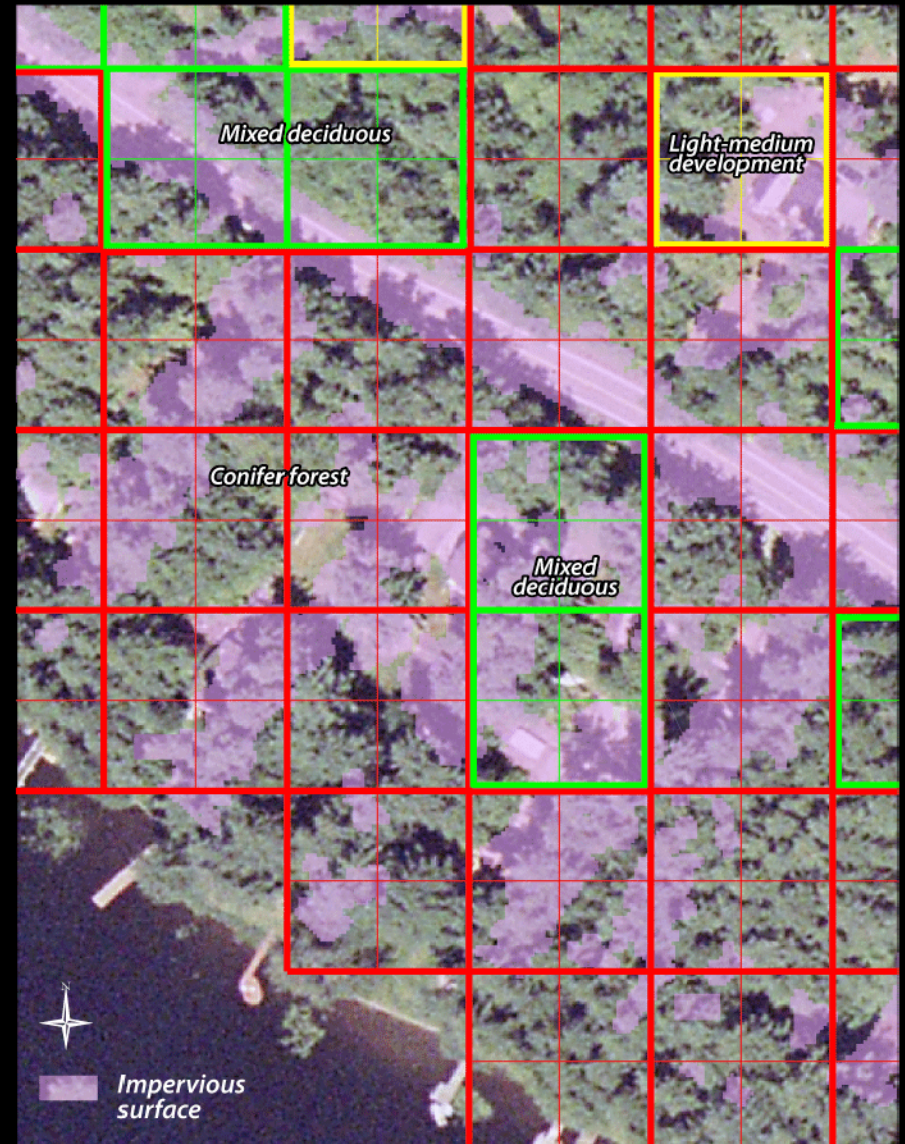 Mixed deciduous
Light-medium
development
Conifer forest
Mixed
deciduous
N
Impervious
surface